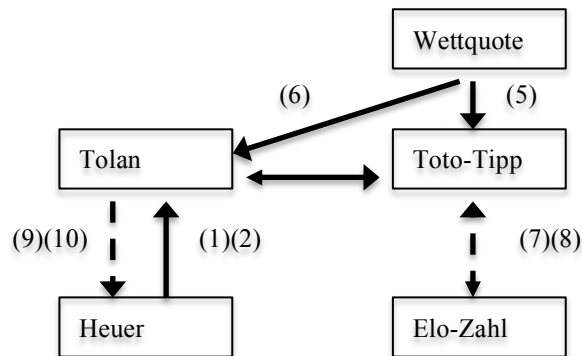 Wettquote
(6)
(5)
Tolan
Toto-Tipp
(9)(10)
(1)(2)
(7)(8)
Heuer
Elo-Zahl